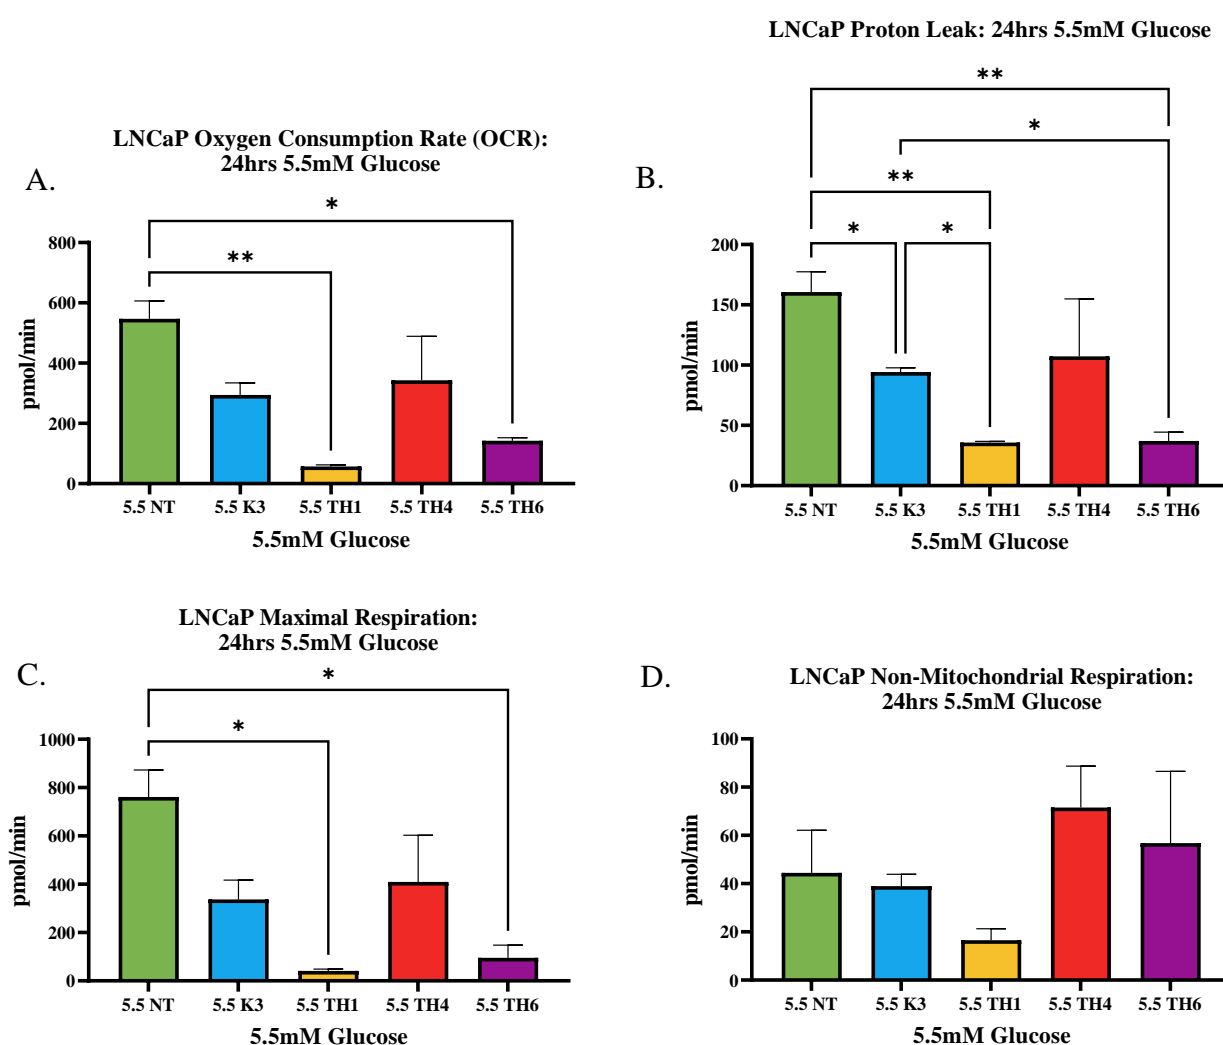 A.
LNCaP Oxygen Consumption Rate (OCR):
24hrs 5.5mM Glucose
*
**
pmol/min
800
600
400
200
0
5.5 NT 5.5 K3 5.5 TH1 5.5 TH4 5.5 TH6
5.5mM Glucose
B.
LNCaP Proton Leak: 24hrs 5.5mM Glucose
**
*
**
* *
pmol/min
200
150
100
50
0
5.5 NT 5.5 K3 5.5 TH1 5.5 TH4 5.5 TH6
5.5mM Glucose
C.
LNCaP Maximal Respiration:
24hrs 5.5mM Glucose
*
*
pmol/min
1000
800
600
400
200
0
5.5 NT 5.5 K3 5.5 TH1 5.5 TH4 5.5 TH6
5.5mM Glucose
D.
LNCaP Non-Mitochondrial Respiration:
24hrs 5.5mM Glucose
pmol/min
100
80
60
40
20
0
5.5 NT 5.5 K3 5.5 TH1 5.5 TH4 5.5 TH6
5.5mM Glucose